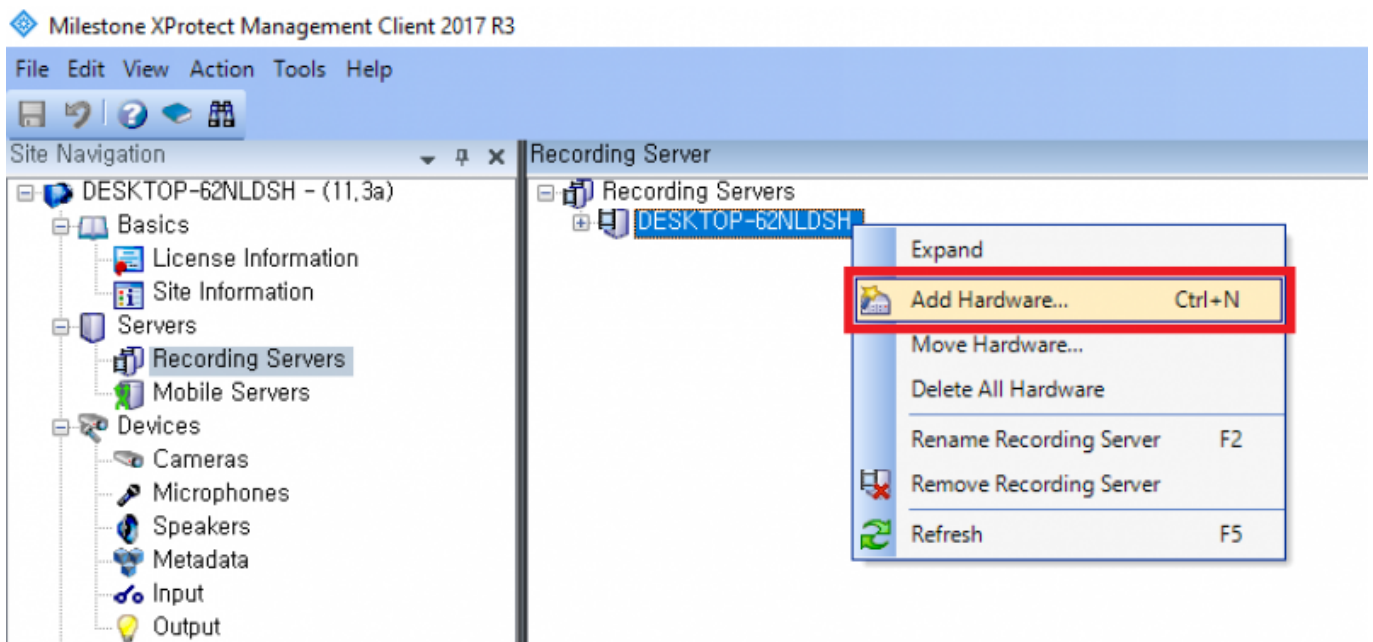 Milestone XProtect Management Client 2017 R3
File Edit View Action Tools Help
Site Navigation
DESKTOP-62NLDSH - (11,3a)
Basics
License Information
Site Information
Servers
Recording Servers
Mobile Servers
Devices
Cameras
Microphones
Speakers
Metadata
Input
Output
Recording Server
Recording Servers
DESKTOP-62NLDSH
Expand
Add Hardware... Ctrl+N
Move Hardware...
Delete All Hardware
Rename Recording Server F2
Remove Recording Server
Refresh F5